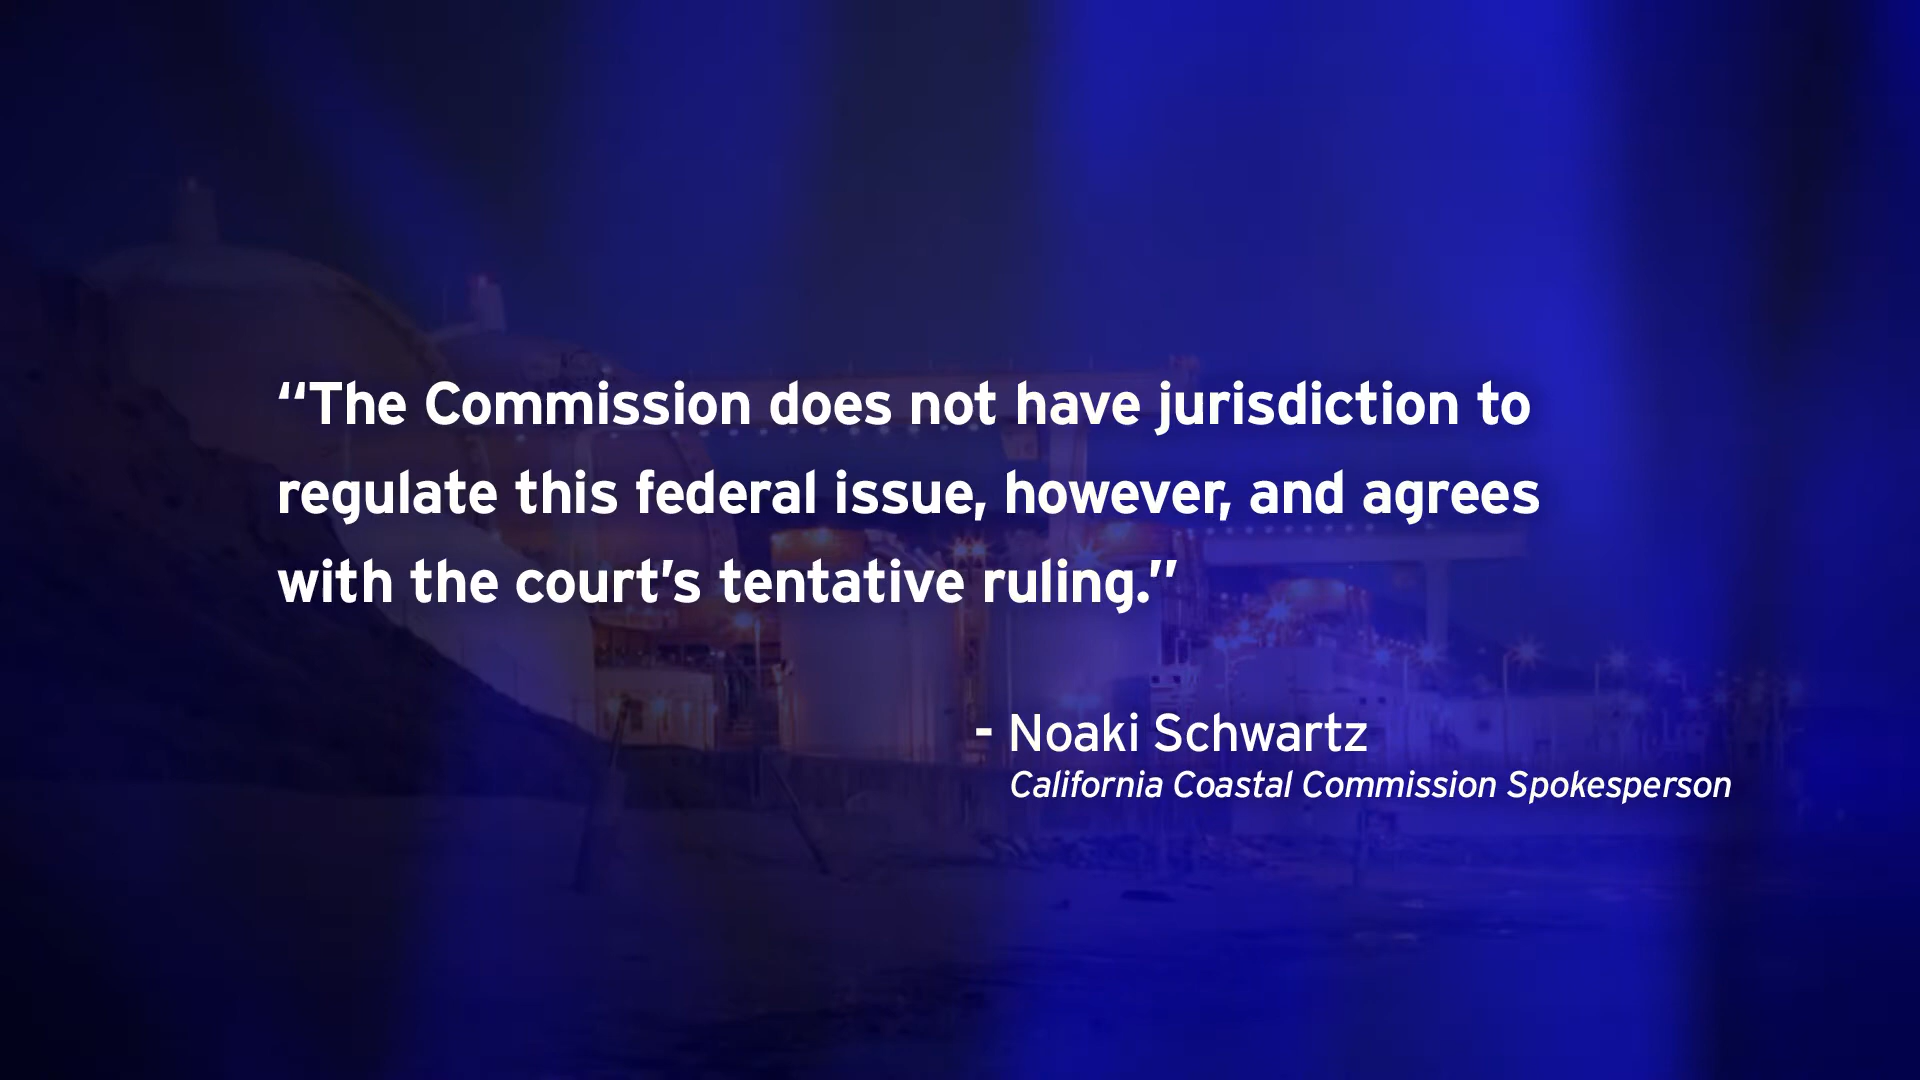 “The Commission does not have jurisdiction to
regulate this federal issue, however, and agrees
with the court’s tentative ruling.”
- Noaki Schwartz
California Coastal Commission Spokesperson